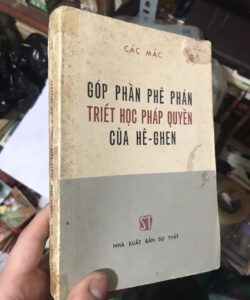 CÁC MÁC
GÓP PHẦN PHÊ PHÁN
TRIẾT HỌC PHÁP QUYỀN
CỦA HÊ-GHEN
ST
NHÀ XUẤT BẢN SỰ THẬT